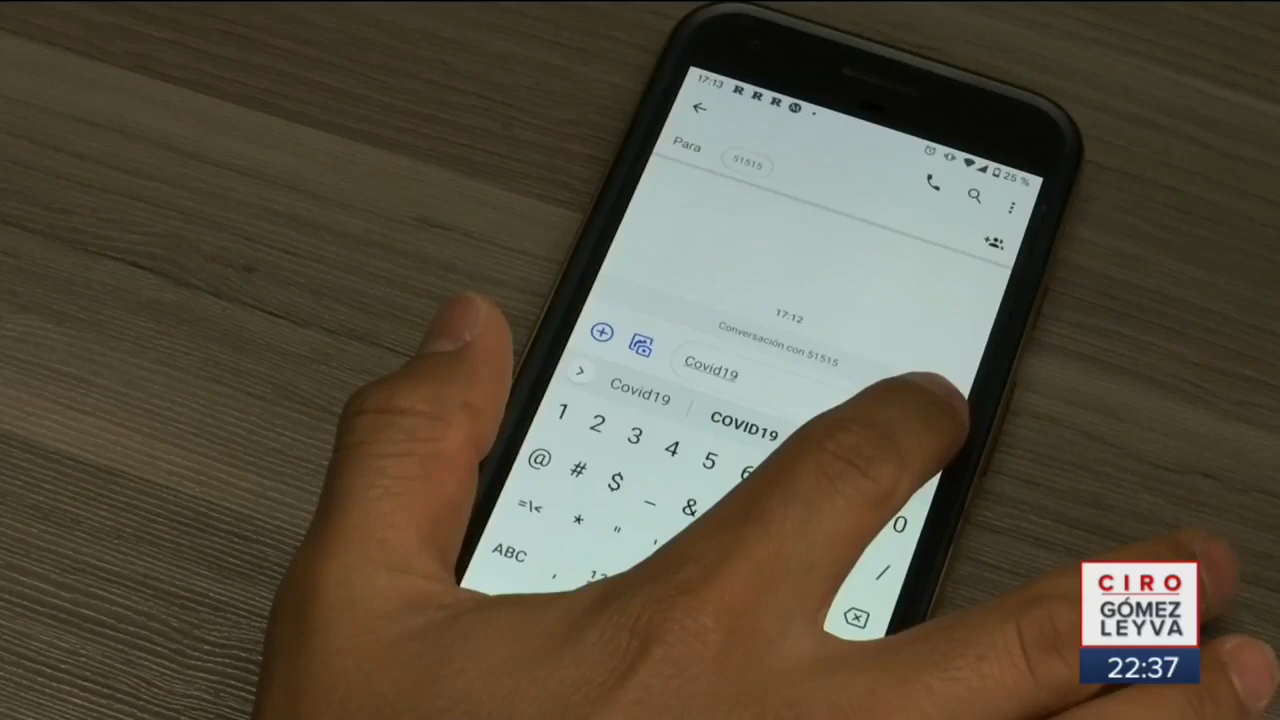 17:13
25 %
Para 51515
17:12
Conversación con 51515
Covid19
Covid19 COVID19
1 2 3 4 5 6
@ # $ _ &
0
=\< * " '
/
ABC ,
CIRO
GÓMEZ
LEYVA
22:37